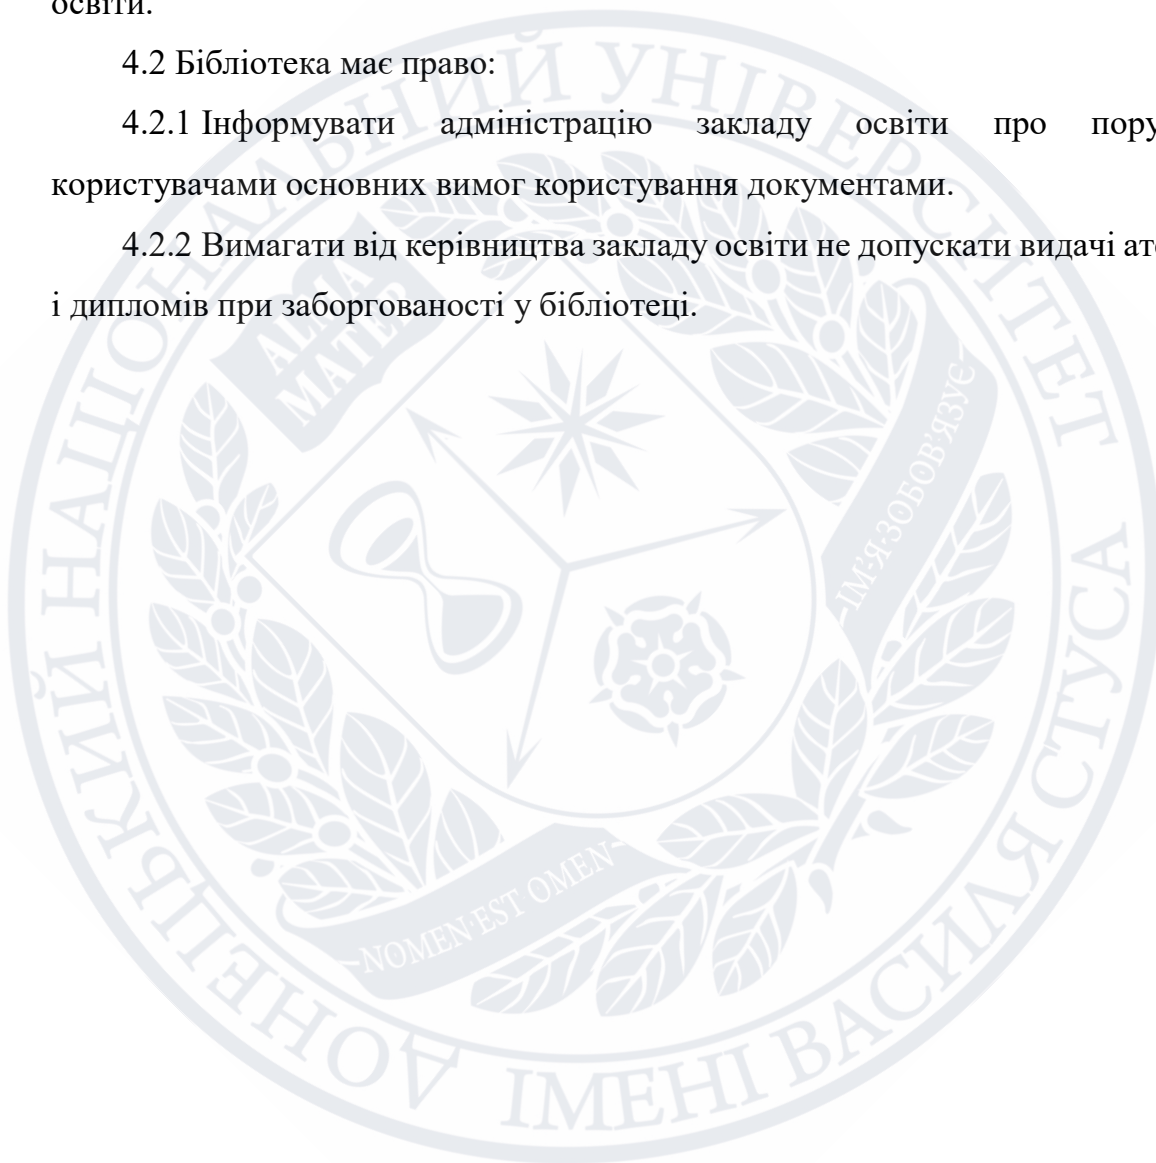 освіти.
4.2 Бібліотека має право:
4.2.1 Інформувати адміністрацію закладу освіти про
користувачами основних вимог користування документами.
4.2.2 Вимагати від керівництва закладу освіти не допускати видачі
і дипломів при заборгованості у бібліотеці.
ДОНЕЦЬКИЙ НАЦІОНАЛЬНИЙ УНІВЕРСИТЕТ ІМЕНІ ВАСИЛЯ СТУСА
ALMA
MATER
ІМ'Я·ЗОБОВ'ЯЗУЄ
NOMEN·EST OMEN